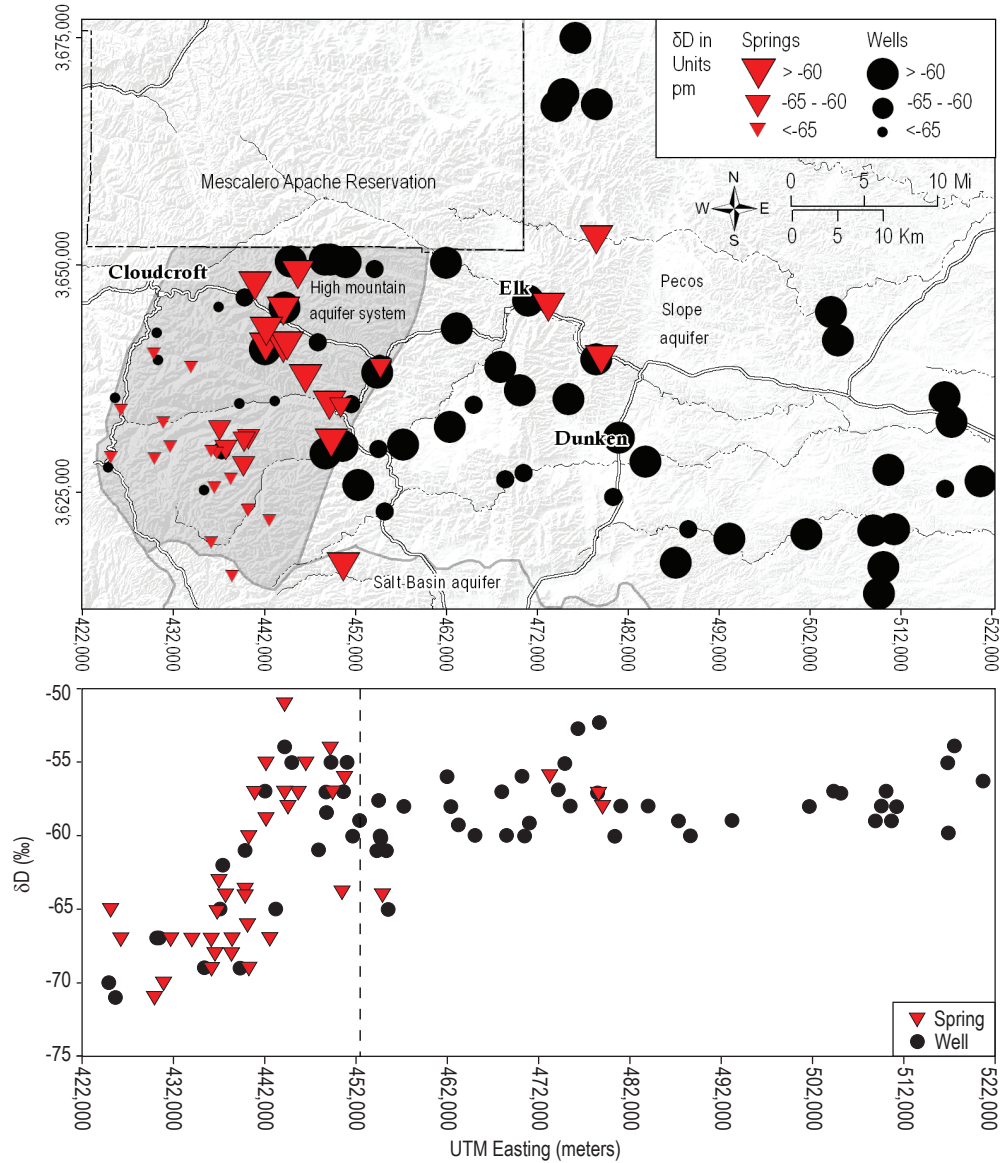 3,675,000
3,650,000
3,625,000
δD in
Units
pm
Springs
> -60
-65 - -60
<-65
Wells
> -60
-65 - -60
<-65
N
W
E
S
0
5
10 Mi
0
5
10 Km
Mescalero Apache Reservation
Cloudcroft
High mountain
aquifer system
Elk
Pecos
Slope
aquifer
Dunken
Salt Basin aquifer
422,000
432,000
442,000
452,000
462,000
472,000
482,000
492,000
502,000
512,000
522,000
-50
-55
-60
-65
-70
-75
δD (‰)
Spring
Well
422,000
432,000
442,000
452,000
462,000
472,000
482,000
492,000
502,000
512,000
522,000
UTM Easting (meters)